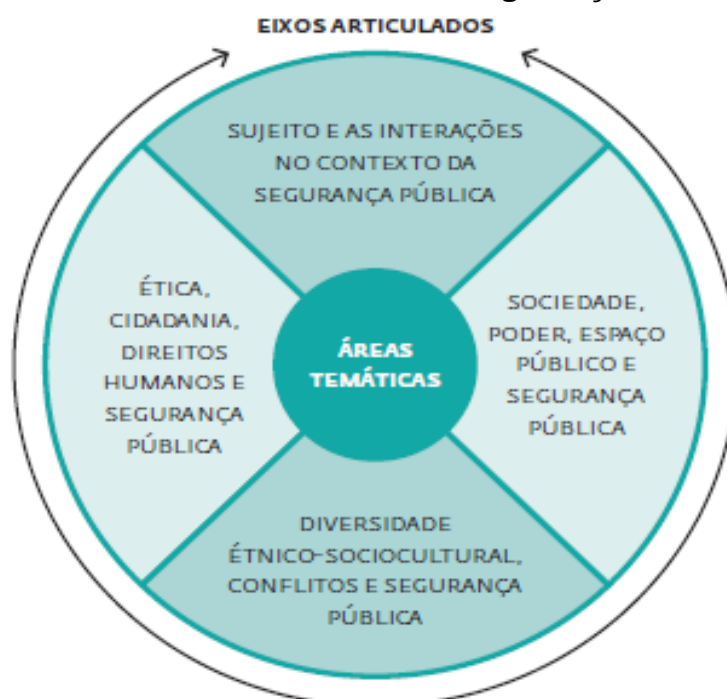 EIXOS ARTICULADOS
SUJEITO E AS INTERAÇÕES
NO CONTEXTO DA
SEGURANÇA PÚBLICA
ÉTICA,
CIDADANIA,
DIREITOS
HUMANOS E
SEGURANÇA
PÚBLICA
ÁREAS
TEMÁTICAS
SOCIEDADE,
PODER, ESPAÇO
PÚBLICO E
SEGURANÇA
PÚBLICA
DIVERSIDADE
ÉTNICO-SOCIOCULTURAL,
CONFLITOS E SEGURANÇA
PÚBLICA